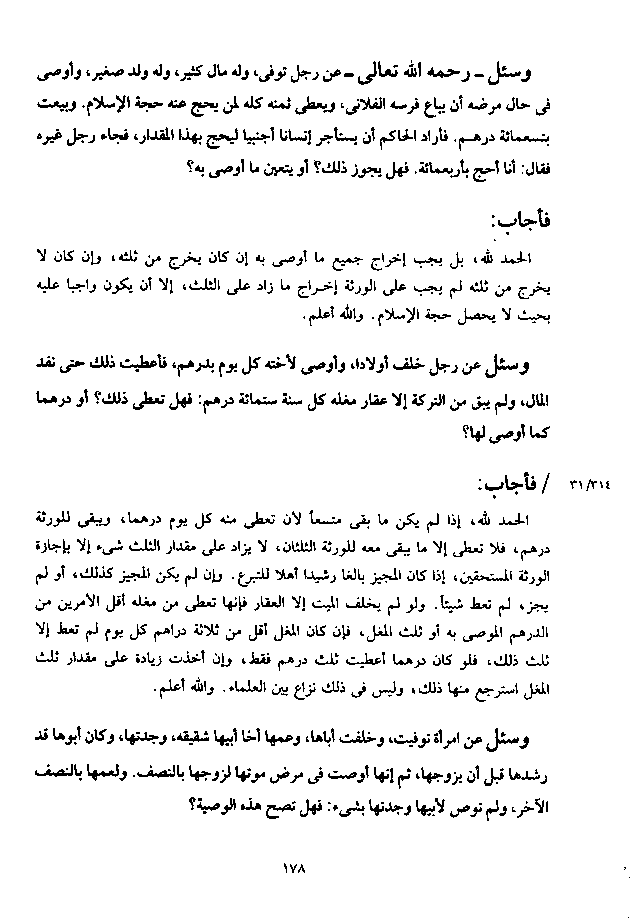 وسئل ـ رحمه الله تعالى ـ عن رجل توفى، وله مال كثير، وله ولد صغير، وأوصى
فى حال مرضه أن يباع فرسه الفلانى، ويعطى ثمنه كله لمن يحج عنه حجة الإسلام. وبيعت
بتسعمائة درهم. فأراد الحاكم أن يستأجر إنسانا أجنبيا ليحج بهذا المقدار، فجاء رجل غيره
فقال: أنا أحج بأربعمائة. فهل يجوز ذلك؟ أو يتعين ما أوصى به؟
فأجاب:
الحمد لله، بل يجب إخراج جميع ما أوصى به إن كان يخرج من ثلثه، وإن كان لا
يخرج من ثلثه لم يجب على الورثة إخراج ما زاد على الثلث، إلا أن يكون واجبا عليه
بحيث لا يحصل حجة الإسلام. والله أعلم.
وسئل عن رجل خلف أولادا، وأوصى لأخته كل يوم بدرهم، فأعطيت ذلك حتى نفد
المال، ولم يبق من التركة إلا عقار مغله كل سنة ستمائة درهم: فهل تعطى ذلك؟ أو درهما
كما أوصى لها؟
٣١/٣١٤ / فأجاب:
الحمد لله، إذا لم يكن ما بقى متسعاً لأن تعطى منه كل يوم درهما، ويبقى للورثة
درهم، فلا تعطى إلا ما يبقى معه للورثة الثلثان، لا يزاد على مقدار الثلث شىء إلا بإجازة
الورثة المستحقين، إذا كان المجيز بالغا رشيدا أهلا للتبرع. وإن لم يكن المجيز كذلك، أو لم
يجز، لم تعط شيئاً. ولو لم يخلف الميت إلا العقار فإنها تعطى من مغله أقل الأمرين من
الدرهم الموصى به أو ثلث المغل، فإن كان المغل أقل من ثلاثة دراهم كل يوم لم تعط إلا
ثلث ذلك، فلو كان درهما أعطيت ثلث درهم فقط، وإن أخذت زيادة على مقدار ثلث
المغل استرجع منها ذلك، وليس فى ذلك نزاع بين العلماء. والله أعلم.
وسئل عن امرأة توفيت، وخلفت أباها، وعمها أخا أبيها شقيقه، وجدتها، وكان أبوها قد
رشدها قبل أن يزوجها، ثم إنها أوصت فى مرض موتها لزوجها بالنصف. ولعمها بالنصف
الآخر، ولم توص لأبيها وجدتها بشىء: فهل تصح هذه الوصية؟
١٧٨